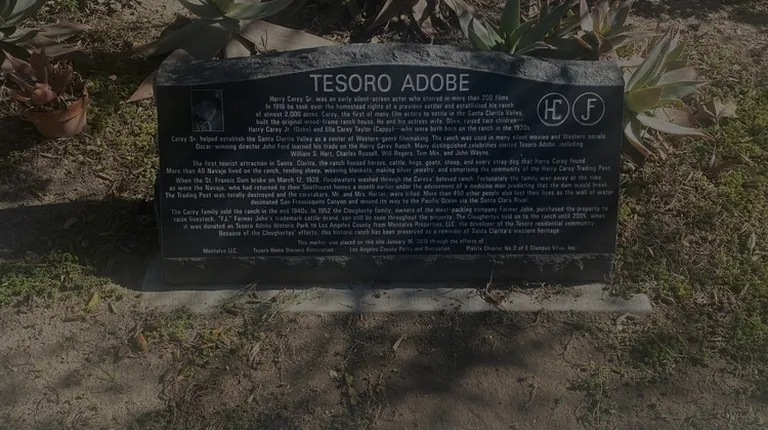 TESORO ADOBE
Harry Carey Sr. was an early silent-screen actor who starred in more than 200 films.
In 1916 he took over the homestead rights of a previous settler and established his ranch
of almost 2,000 acres. Carey, the first of many film actors to settle in the Santa Clarita Valley,
built the original wood-frame ranch house. He and his actress wife, Olive, raised two children--
Harry Carey Jr. (Dobe) and Ella Carey Taylor (Cappy)--who were both born on the ranch in the 1920s.
HC
FJ
Carey Sr. helped establish the Santa Clarita Valley as a center of Western-genre filmmaking. The ranch was used in many silent movies and Western serials.
Oscar-winning director John Ford learned his trade on the Harry Carey Ranch. Many distinguished celebrities visited Tesoro Adobe, including
William S. Hart, Charles Russell, Will Rogers, Tom Mix, and John Wayne.
The first tourist attraction in Santa Clarita, the ranch housed horses, cattle, hogs, goats, sheep, and every stray dog that Harry Carey found.
More than 40 Navajo lived on the ranch, tending sheep, weaving blankets, making silver jewelry, and comprising the community of the Harry Carey Trading Post.
When the St. Francis Dam broke on March 12, 1928, floodwaters washed through the Careys' beloved ranch. Fortunately the family was away at the time,
as were the Navajo, who had returned to their Southwest homes a month earlier under the advisement of a medicine man predicting that the dam would break.
The Trading Post was totally destroyed and the caretakers, Mr. and Mrs. Harter, were killed. More than 450 other people also lost their lives as the wall of water
decimated San Francisquito Canyon and wound its way to the Pacific Ocean via the Santa Clara River.
The Carey family sold the ranch in the mid 1940s. In 1952 the Clougherty family, owners of the meat-packing company Farmer John, purchased the property to
raise livestock. "FJ," Farmer John's trademark cattle-brand, can still be seen throughout the property. The Cloughertys held on to the ranch until 2005, when
it was donated as Tesoro Adobe Historic Park to Los Angeles County from Montalvo Properties, LLC, the developer of the Tesoro residential community.
Because of the Cloughertys' efforts, this historic ranch has been preserved as a reminder of Santa Clarita's western heritage.
This marker was placed on this site January 16, 2016 through the efforts of
Montalvo LLC Tesoro Home Owners Association Los Angeles County Parks and Recreation Platrix Chapter No.2 of E Clampus Vitus, Inc.